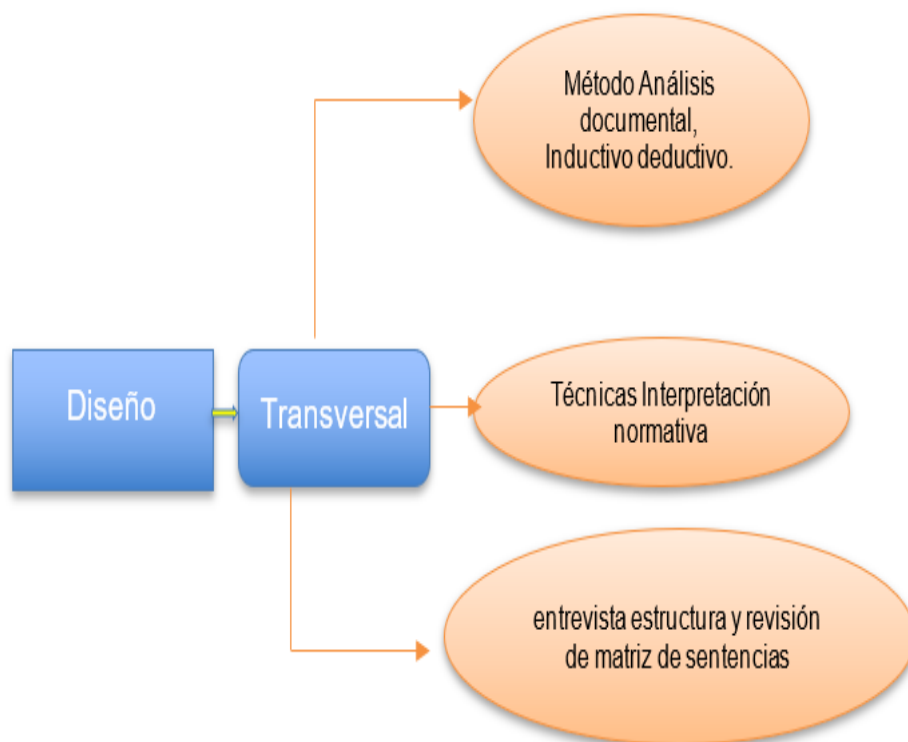 Método Análisis
documental,
Inductivo deductivo.
Diseño
Transversal
Técnicas Interpretación
normativa
entrevista estructura y revisión
de matriz de sentencias